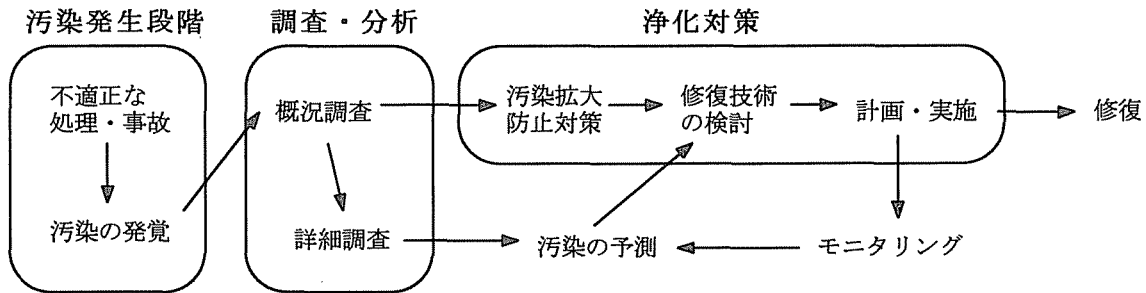 汚染発生段階
不適正な
処理・事故
汚染の発覚
調査・分析
概況調査
詳細調査
浄化対策
汚染拡大
防止対策
修復技術
の検討
計画・実施
修復
汚染の予測
モニタリング